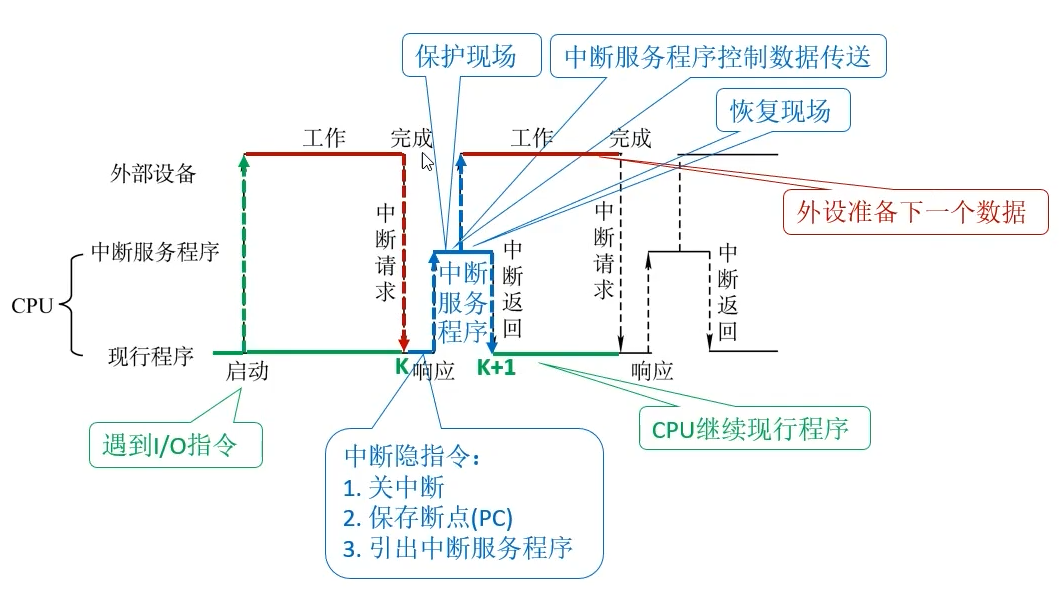 保护现场
中断服务程序控制数据传送
恢复现场
工作
完成
工作
完成
外部设备
外设准备下一个数据
中断请求
中断请求
中断服务程序
中断服务程序
中断返回
中断返回
CPU
现行程序
启动
K
响应
K+1
响应
遇到I/O指令
CPU继续现行程序
中断隐指令：
1. 关中断
2. 保存断点(PC)
3. 引出中断服务程序